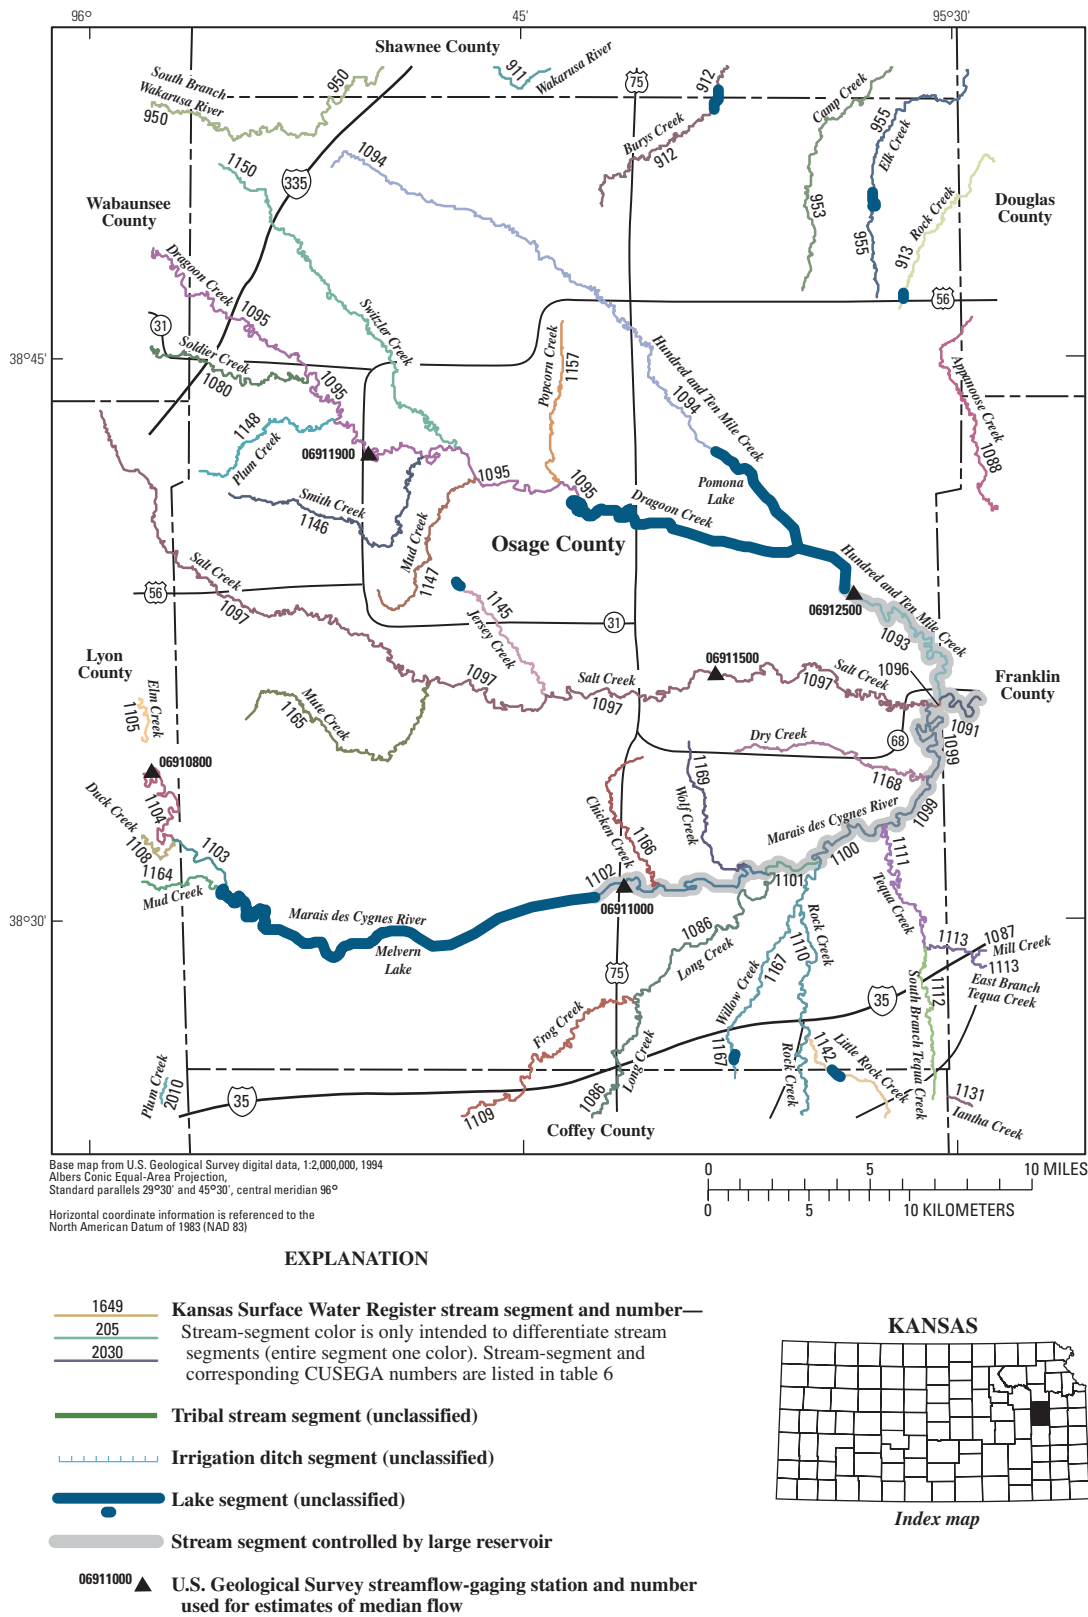 96°
45'
95°30'
Shawnee County
South Branch
Wakarusa River
950
950
911
Wakarusa River
75
912
Burys Creek
912
Camp Creek
953
955
Elk Creek
955
Rock Creek
913
Douglas
County
1150
1094
335
Wabaunsee
County
Dragoon Creek
1095
31
Soldier Creek
1080
1095
Switzler Creek
56
38°45'
Popcorn Creek
1157
Hundred and Ten Mile Creek
1094
Appanoose Creek
1088
1148
Plum Creek
06911900
1095
1095
Dragoon Creek
Pomona
Lake
Smith Creek
1146
Mud Creek
1147
Osage County
Salt Creek
1097
56
1145
Jersey Creek
31
Hundred and Ten Mile Creek
06912500
1093
Lyon
County
Elm Creek
1105
Mute Creek
1165
1097
Salt Creek
1097
06911500
1097
Salt Creek
1096
Franklin
County
1091
68
1099
Dry Creek
1168
1099
06910800
1104
Duck Creek
1108
1103
1164
Mud Creek
Chicken Creek
1166
1169
Wolf Creek
Marais des Cygnes River
1100
1102
1101
1111
Tequa Creek
38°30'
Marais des Cygnes River
Melvern
Lake
06911000
1086
Long Creek
75
Willow Creek
1167
1167
Rock Creek
1110
Rock Creek
1113
1087
Mill Creek
1113
East Branch
Tequa Creek
1112
South Branch Tequa Creek
35
1142
Little Rock Creek
Frog Creek
1109
Long Creek
1086
Plum Creek
2010
35
1131
Iantha Creek
Coffey County
Base map from U.S. Geological Survey digital data, 1:2,000,000, 1994
Albers Conic Equal-Area Projection,
Standard parallels 29°30' and 45°30', central meridian 96°
Horizontal coordinate information is referenced to the
North American Datum of 1983 (NAD 83)
0 5 10 MILES
0 5 10 KILOMETERS
EXPLANATION
1649
205
2030
Kansas Surface Water Register stream segment and number—
Stream-segment color is only intended to differentiate stream
segments (entire segment one color). Stream-segment and
corresponding CUSEGA numbers are listed in table 6
Tribal stream segment (unclassified)
Irrigation ditch segment (unclassified)
Lake segment (unclassified)
Stream segment controlled by large reservoir
06911000
U.S. Geological Survey streamflow-gaging station and number
used for estimates of median flow
KANSAS
Index map